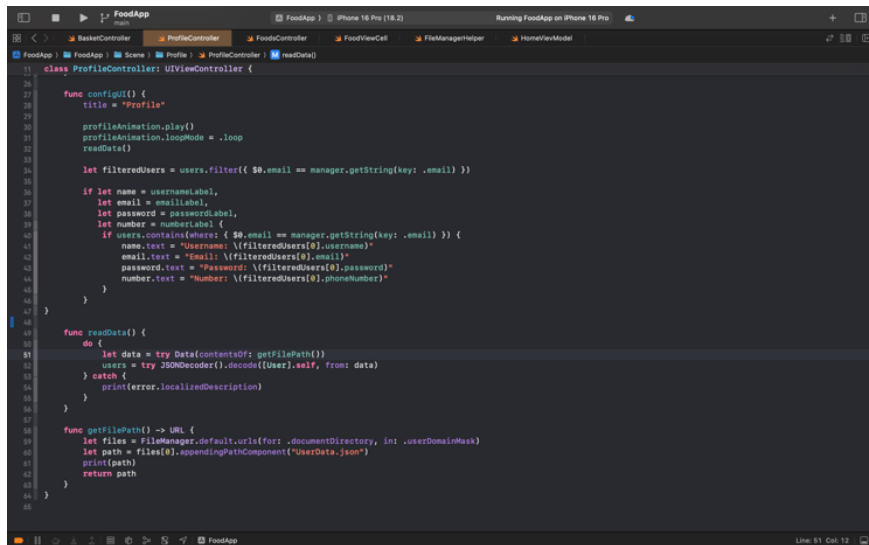 FoodApp
main
FoodApp 〉 iPhone 16 Pro (18.2)
Running FoodApp on iPhone 16 Pro
BasketController
ProfileController
FoodsController
FoodViewCell
FileManagerHelper
HomeVievModel
FoodApp 〉 FoodApp 〉 Scene 〉 Profile 〉 ProfileController 〉 M readData()
11 class ProfileController: UIViewController {
26
27 func configUI() {
28 title = "Profile"
29
30 profileAnimation.play()
31 profileAnimation.loopMode = .loop
32 readData()
33
34 let filteredUsers = users.filter({ $0.email == manager.getString(key: .email) })
35
36 if let name = usernameLabel,
37 let email = emailLabel,
38 let password = passwordLabel,
39 let number = numberLabel {
40 if users.contains(where: { $0.email == manager.getString(key: .email) }) {
41 name.text = "Username: \(filteredUsers[0].username)"
42 email.text = "Email: \(filteredUsers[0].email)"
43 password.text = "Password: \(filteredUsers[0].password)"
44 number.text = "Number: \(filteredUsers[0].phoneNumber)"
45 }
46 }
47 }
48
49 func readData() {
50 do {
51 let data = try Data(contentsOf: getFilePath())
52 users = try JSONDecoder().decode([User].self, from: data)
53 } catch {
54 print(error.localizedDescription)
55 }
56 }
57
58 func getFilePath() -> URL {
59 let files = FileManager.default.urls(for: .documentDirectory, in: .userDomainMask)
60 let path = files[0].appendingPathComponent("UserData.json")
61 print(path)
62 return path
63 }
64 }
65
FoodApp
Line: 51 Col: 12